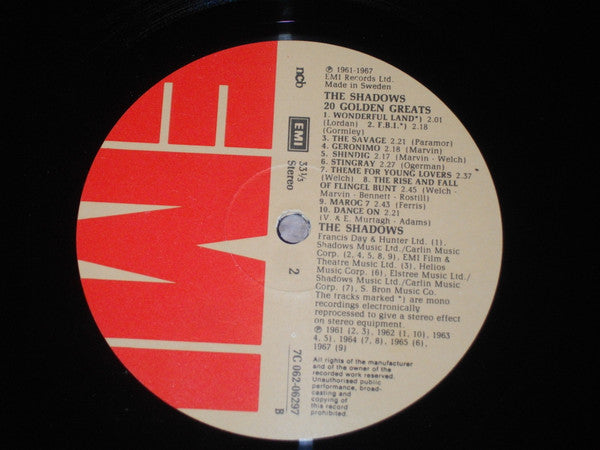 EMI
ncb
EMI
33⅓
Stereo
2
7C 062-06297
B
℗ 1961-1967
EMI Records Ltd.
Made in Sweden
THE SHADOWS
20 GOLDEN GREATS
1. WONDERFUL LAND*) 2.01
(Lordan) 2. F.B.I.*) 2.18
(Gormley)
3. THE SAVAGE 2.21 (Paramor)
4. GERONIMO 2.18 (Marvin)
5. SHINDIG 2.17 (Marvin - Welch)
6. STINGRAY 2.21 (Ogerman)
7. THEME FOR YOUNG LOVERS 2.37
(Welch) 8. THE RISE AND FALL
OF FLINGEL BUNT 2.45 (Welch -
Marvin - Bennett - Rostill)
9. MAROC 7 2.43 (Ferris)
10. DANCE ON 2.21
(V. & E. Murtagh - Adams)
THE SHADOWS
Francis Day & Hunter Ltd. (1),
Shadows Music Ltd./Carlin Music
Corp. (2, 4, 5, 8, 9), EMI Film &
Theatre Music Ltd. (3), Helios
Music Corp. (6), Elstree Music Ltd./
Shadows Music Ltd./Carlin Music
Corp. (7), S. Bron Music Co.
The tracks marked *) are mono
recordings electronically
reprocessed to give a stereo effect
on stereo equipment.
℗ 1961 (2, 3), 1962 (1, 10), 1963
4, 5), 1964 (7, 8), 1965 (6),
1967 (9)
All rights of the manufacturer
and of the owner of the
recorded work reserved.
Unauthorised public
performance, broad-
casting and
copying of
this record
prohibited.